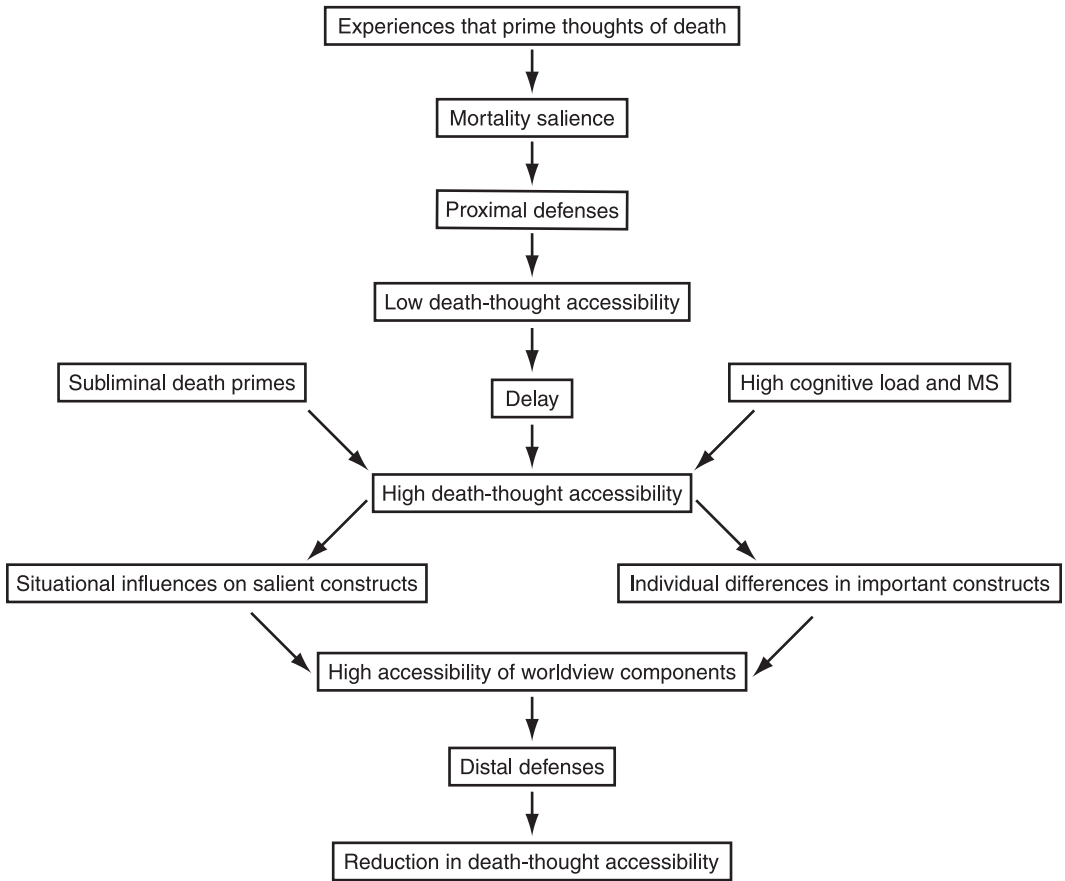 Experiences that prime thoughts of death
Mortality salience
Proximal defenses
Low death-thought accessibility
Subliminal death primes
Delay
High cognitive load and MS
High death-thought accessibility
Situational influences on salient constructs
Individual differences in important constructs
High accessibility of worldview components
Distal defenses
Reduction in death-thought accessibility